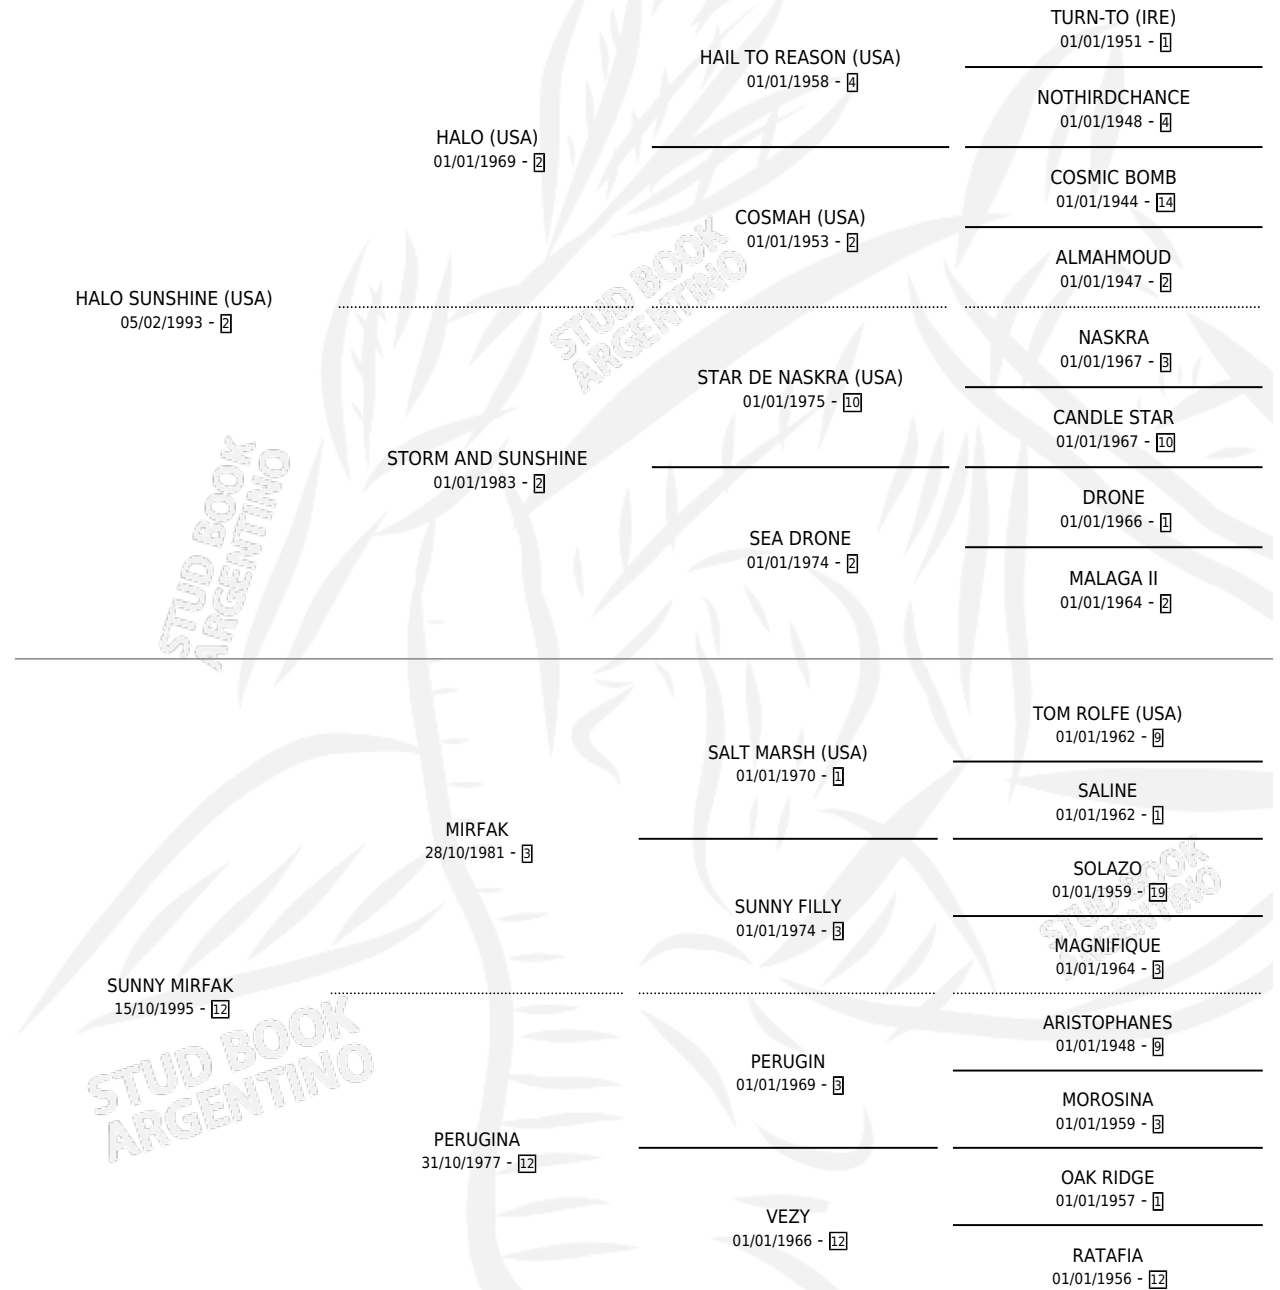 TURN-TO (IRE)
01/01/1951 - 1
HAIL TO REASON (USA)
01/01/1958 - 4
NOTHIRDCHANCE
01/01/1948 - 4
HALO (USA)
01/01/1969 - 2
COSMIC BOMB
01/01/1944 - 14
COSMAH (USA)
01/01/1953 - 2
ALMAHMOUD
01/01/1947 - 2
HALO SUNSHINE (USA)
05/02/1993 - 2
NASKRA
01/01/1967 - 3
STAR DE NASKRA (USA)
01/01/1975 - 10
CANDLE STAR
01/01/1967 - 10
STORM AND SUNSHINE
01/01/1983 - 2
DRONE
01/01/1966 - 1
SEA DRONE
01/01/1974 - 2
MALAGA II
01/01/1964 - 2
STUD BOOK
ARGENTINO
STUD BOOK
ARGENTINO
TOM ROLFE (USA)
01/01/1962 - 9
SALT MARSH (USA)
01/01/1970 - 1
SALINE
01/01/1962 - 1
MIRFAK
28/10/1981 - 3
SOLAZO
01/01/1959 - 19
SUNNY FILLY
01/01/1974 - 3
MAGNIFIQUE
01/01/1964 - 3
SUNNY MIRFAK
15/10/1995 - 12
ARISTOPHANES
01/01/1948 - 9
PERUGIN
01/01/1969 - 3
MOROSINA
01/01/1959 - 3
PERUGINA
31/10/1977 - 12
OAK RIDGE
01/01/1957 - 1
VEZY
01/01/1966 - 12
RATAFIA
01/01/1956 - 12
STUD BOOK
ARGENTINO
STUD BOOK
ARGENTINO